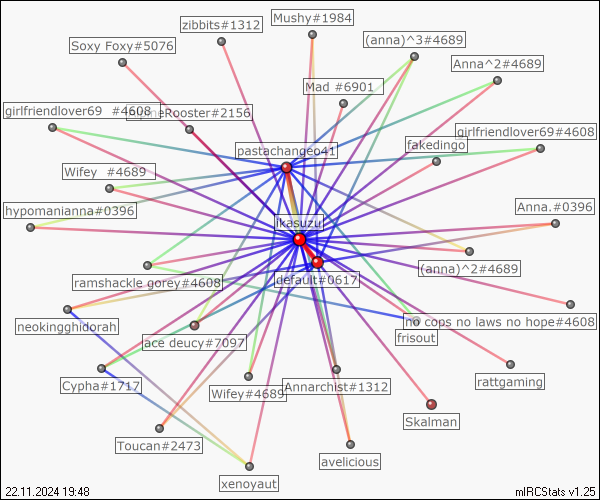 Mushy#1984
zibbits#1312
(anna)^3#4689
Soxy Foxy#5076
Anna^2#4689
Mad #6901
girlfriendlover69 #4608
Rooster#2156
girlfriendlover69#4608
fakedingo
pastachangeo41
Wifey #4689
hypomanianna#0396
Anna.#0396
ikasuzu
(anna)^2#4689
default#0617
ramshackle gorey#4608
no cops no laws no hope#4608
neokingghidorah
frisout
ace deucy#7097
Cypha#1717
Wifey#4689
Annarchist#1312
rattgaming
Skalman
Toucan#2473
avelicious
xenoyaut
22.11.2024 19:48
mIRCStats v1.25